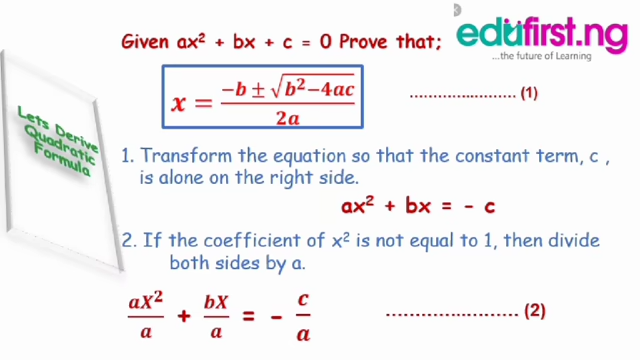 Given ax² + bx + c = 0 Prove that;
edufirst.ng
...the future of Learning
x = (−b ± √(b²−4ac)) / 2a
........................ (1)
Lets Derive
Quadratic
Formula
1. Transform the equation so that the constant term, c ,
is alone on the right side.
ax² + bx = - c
2. If the coefficient of x² is not equal to 1, then divide
both sides by a.
aX²/a + bX/a = - c/a
........................ (2)